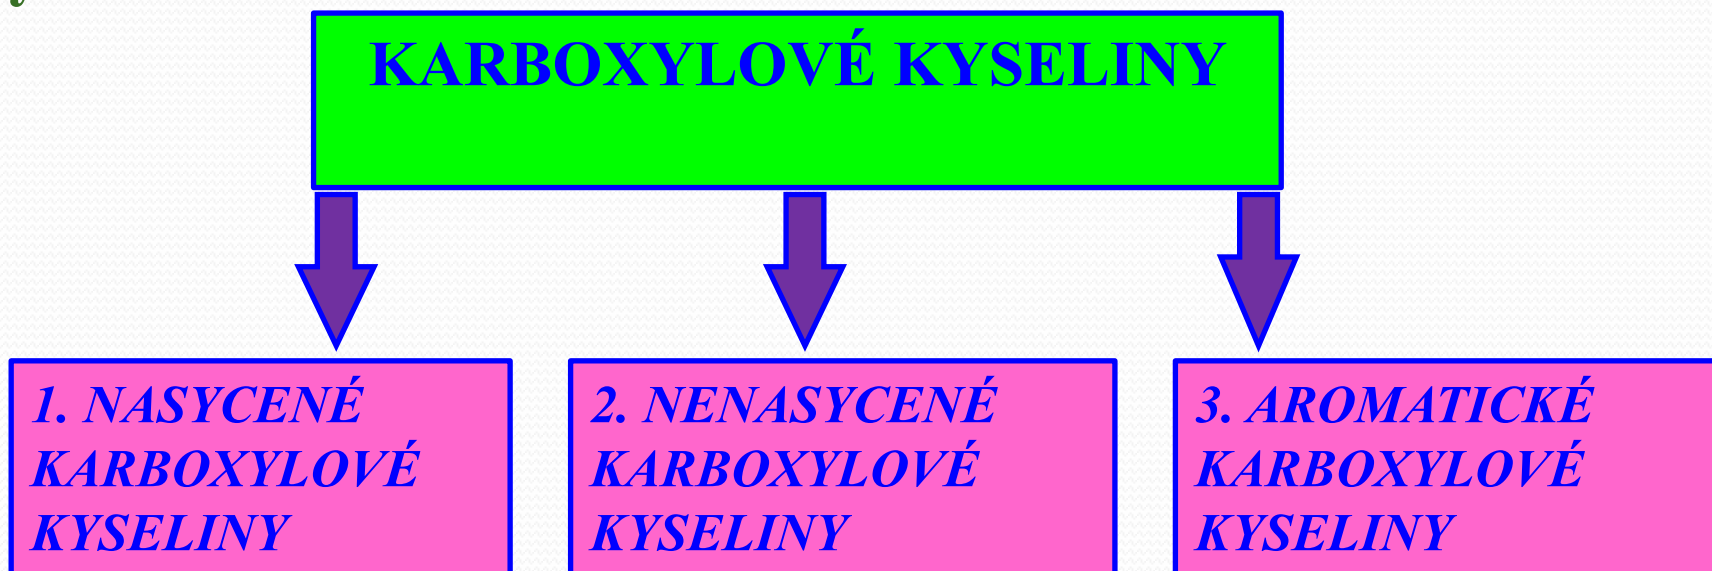 KARBOXYLOVÉ KYSELINY
1. NASYCENÉ
KARBOXYLOVÉ
KYSELINY
2. NENASYCENÉ
KARBOXYLOVÉ
KYSELINY
3. AROMATICKÉ
KARBOXYLOVÉ
KYSELINY